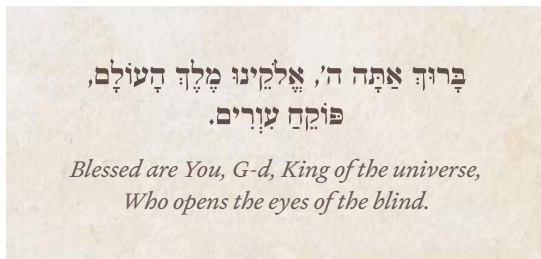 בָּרוּךְ אַתָּה ה׳, אֱלֹקֵינוּ מֶלֶךְ הָעוֹלָם,
פּוֹקֵחַ עִוְרִים.
Blessed are You, G-d, King of the universe,
Who opens the eyes of the blind.